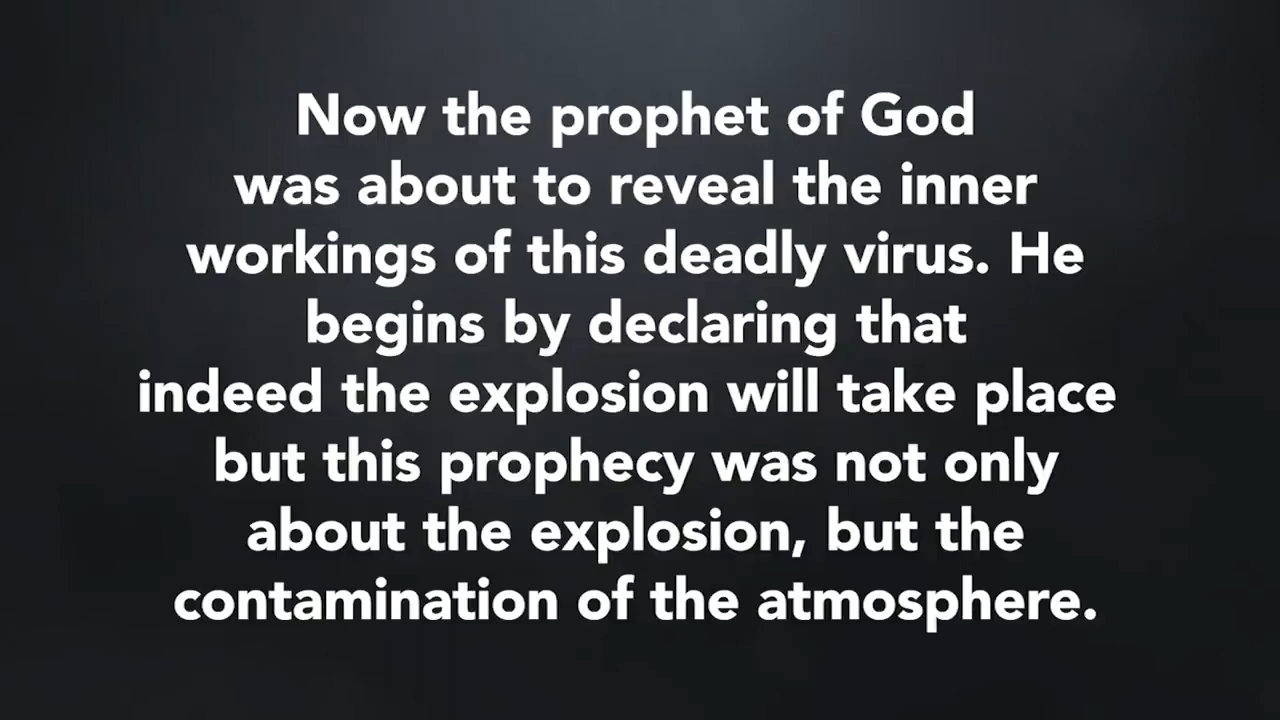 Now the prophet of God
was about to reveal the inner
workings of this deadly virus. He
begins by declaring that
indeed the explosion will take place
but this prophecy was not only
about the explosion, but the
contamination of the atmosphere.